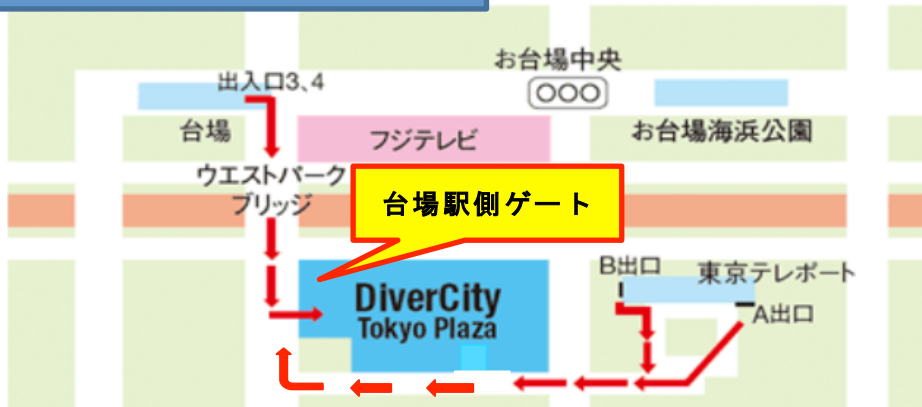 お台場中央
出入口3、4
台場
フジテレビ
お台場海浜公園
ウエストパーク
ブリッジ
台場駅側ゲート
B出口
東京テレポート
A出口
DiverCity
Tokyo Plaza